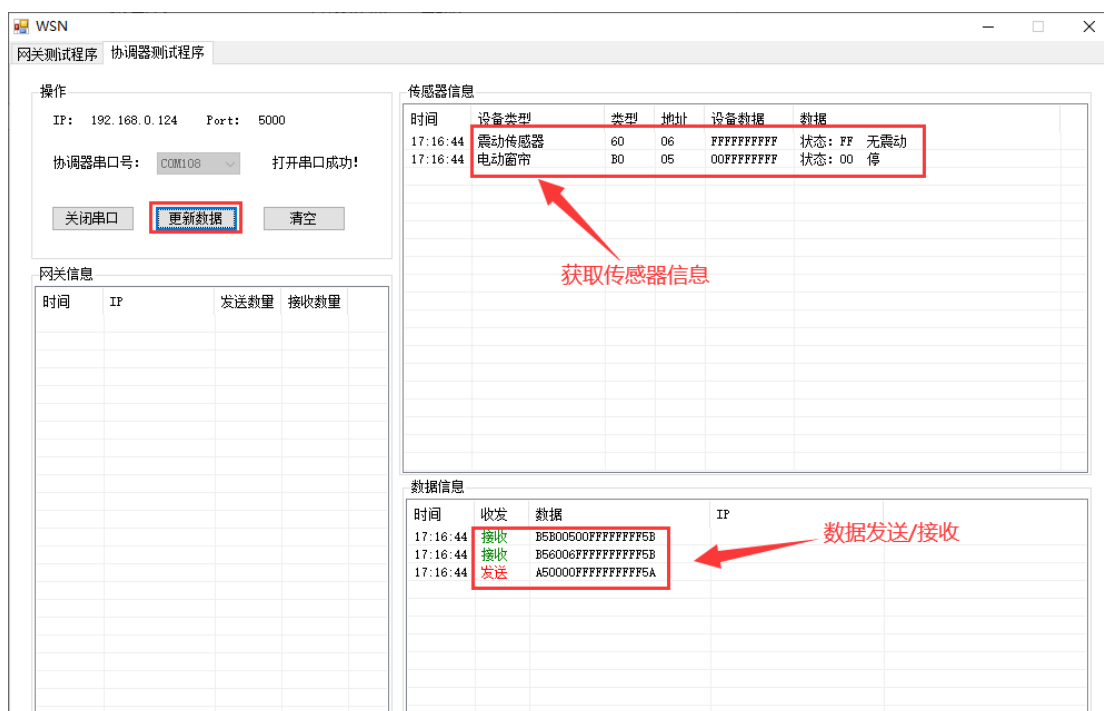 WSN
网关测试程序 协调器测试程序
操作
IP: 192.168.0.124 Port: 5000
协调器串口号: COM108 打开串口成功!
关闭串口 更新数据 清空
网关信息
时间 IP 发送数量 接收数量
传感器信息
时间 设备类型 类型 地址 设备数据 数据
17:16:44 震动传感器 60 06 FFFFFFFFFF 状态: FF 无震动
17:16:44 电动窗帘 B0 05 00FFFFFFFF 状态: 00 停
获取传感器信息
数据信息
时间 收发 数据 IP
17:16:44 接收 B5B00500FFFFFFFF5B
17:16:44 接收 B56006FFFFFFFFFF5B
17:16:44 发送 A50000FFFFFFFFFF5A
数据发送/接收